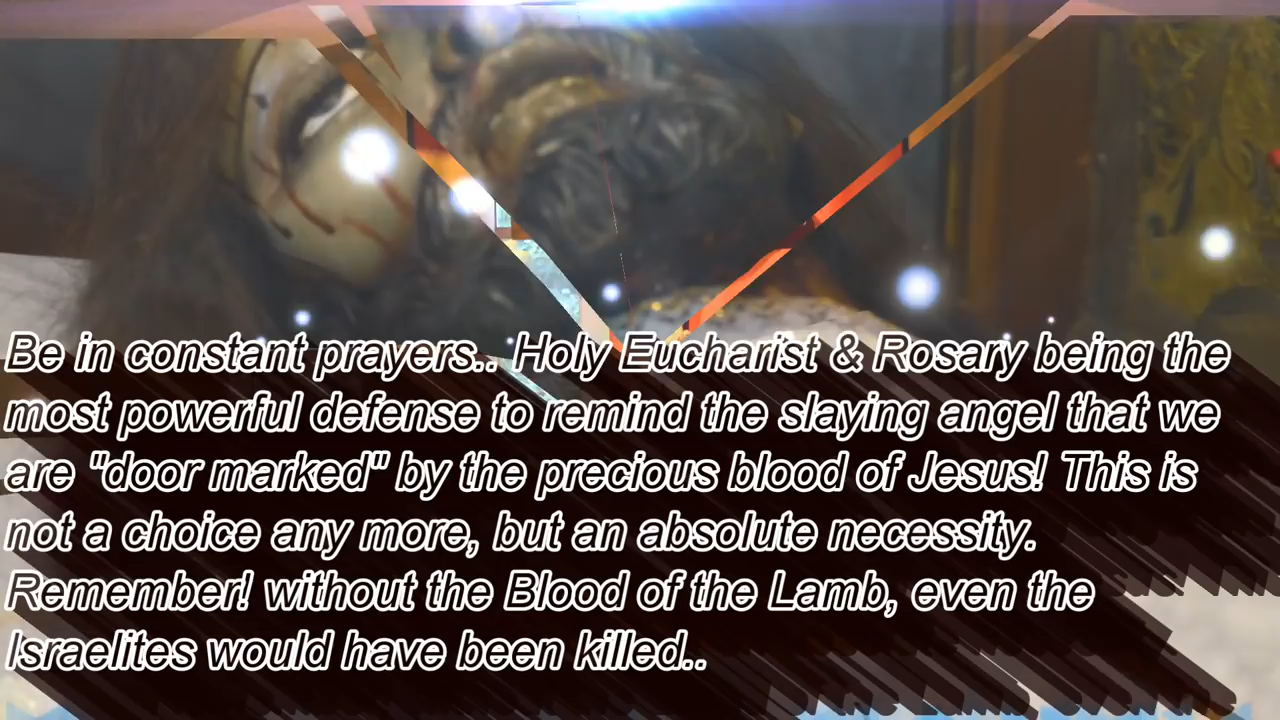 Be in constant prayers.. Holy Eucharist & Rosary being the
most powerful defense to remind the slaying angel that we
are "door marked" by the precious blood of Jesus! This is
not a choice any more, but an absolute necessity.
Remember! without the Blood of the Lamb, even the
Israelites would have been killed..